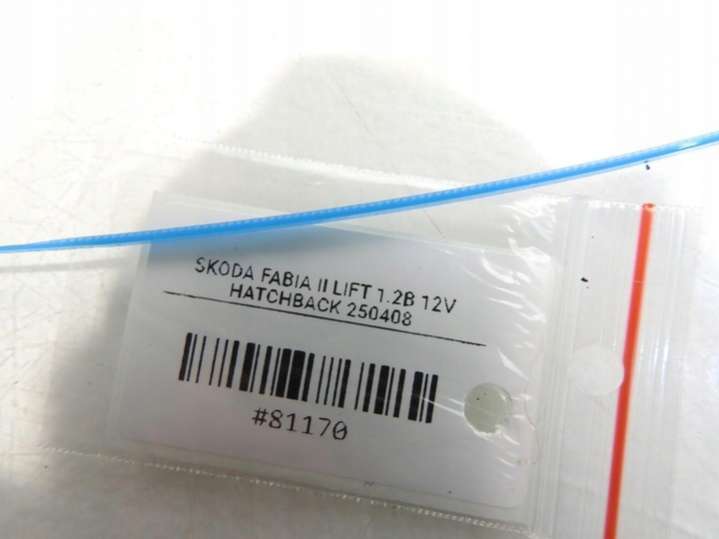 SKODA FABIA II LIFT 1.2B 12V
HATCHBACK 250408
#81170